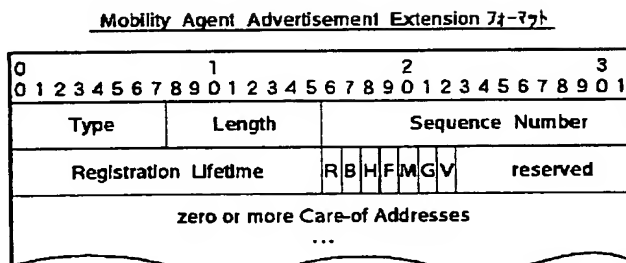 Mobility Agent Advertisement Extension フォーマット
0 1 2 3
0 1 2 3 4 5 6 7 8 9 0 1 2 3 4 5 6 7 8 9 0 1 2 3 4 5 6 7 8 9 0 1
Type Length Sequence Number
Registration Lifetime R B H F M G V reserved
zero or more Care-of Addresses
...